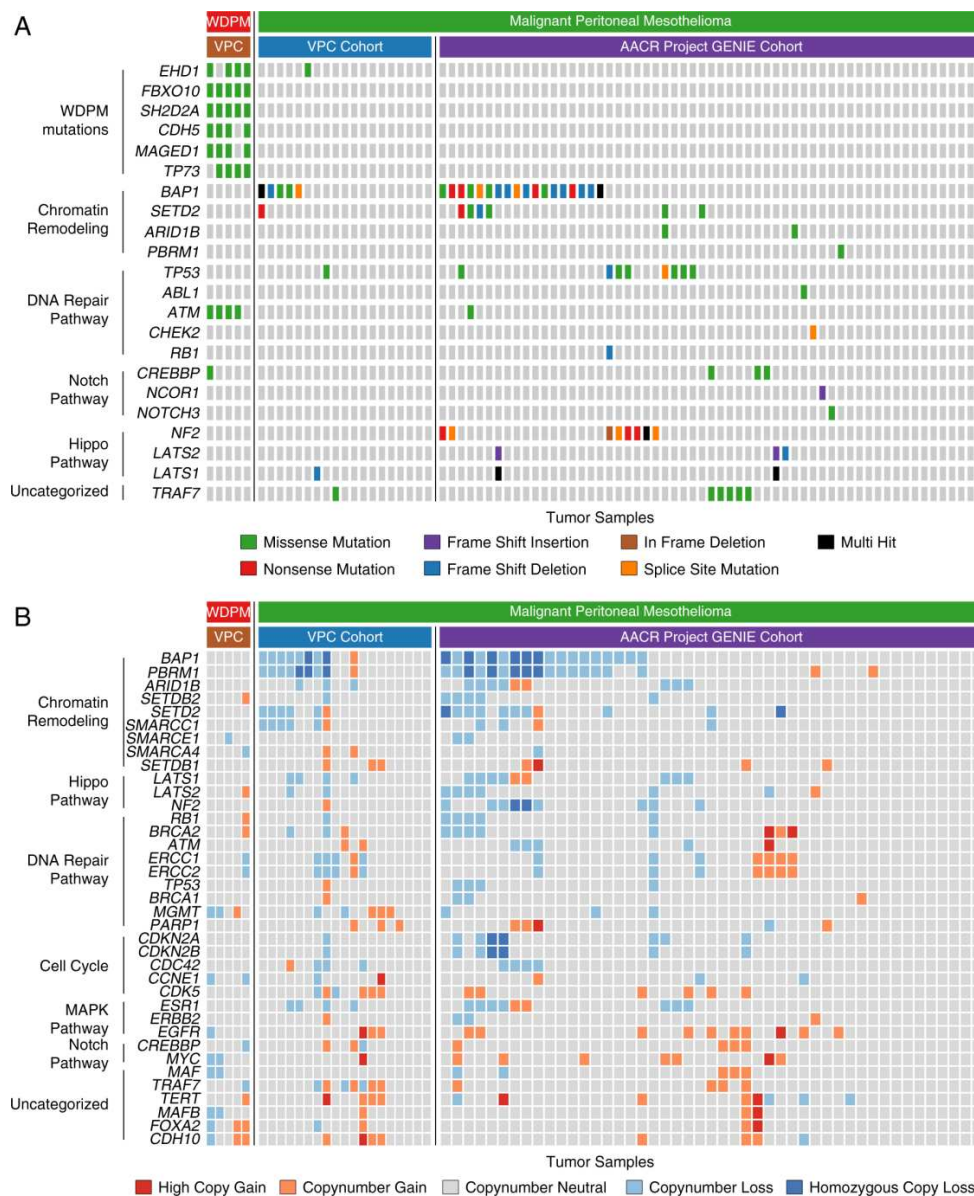 A
WDPM
Malignant Peritoneal Mesothelioma
VPC
VPC Cohort
AACR Project GENIE Cohort
WDPM
mutations
EHD1
FBXO10
SH2D2A
CDH5
MAGED1
TP73
Chromatin
Remodeling
BAP1
SETD2
ARID1B
PBRM1
DNA Repair
Pathway
TP53
ABL1
ATM
CHEK2
RB1
Notch
Pathway
CREBBP
NCOR1
NOTCH3
Hippo
Pathway
NF2
LATS2
LATS1
Uncategorized
TRAF7
Tumor Samples
Missense Mutation
Frame Shift Insertion
In Frame Deletion
Multi Hit
Nonsense Mutation
Frame Shift Deletion
Splice Site Mutation
B
WDPM
Malignant Peritoneal Mesothelioma
VPC
VPC Cohort
AACR Project GENIE Cohort
Chromatin
Remodeling
BAP1
PBRM1
ARID1B
SETDB2
SETD2
SMARCC1
SMARCE1
SMARCA4
SETDB1
Hippo
Pathway
LATS1
LATS2
NF2
DNA Repair
Pathway
RB1
BRCA2
ATM
ERCC1
ERCC2
TP53
BRCA1
MGMT
PARP1
Cell Cycle
CDKN2A
CDKN2B
CDC42
CCNE1
CDK5
MAPK
Pathway
ESR1
ERBB2
EGFR
Notch
Pathway
CREBBP
MYC
Uncategorized
MAF
TRAF7
TERT
MAFB
FOXA2
CDH10
Tumor Samples
High Copy Gain
Copynumber Gain
Copynumber Neutral
Copynumber Loss
Homozygous Copy Loss